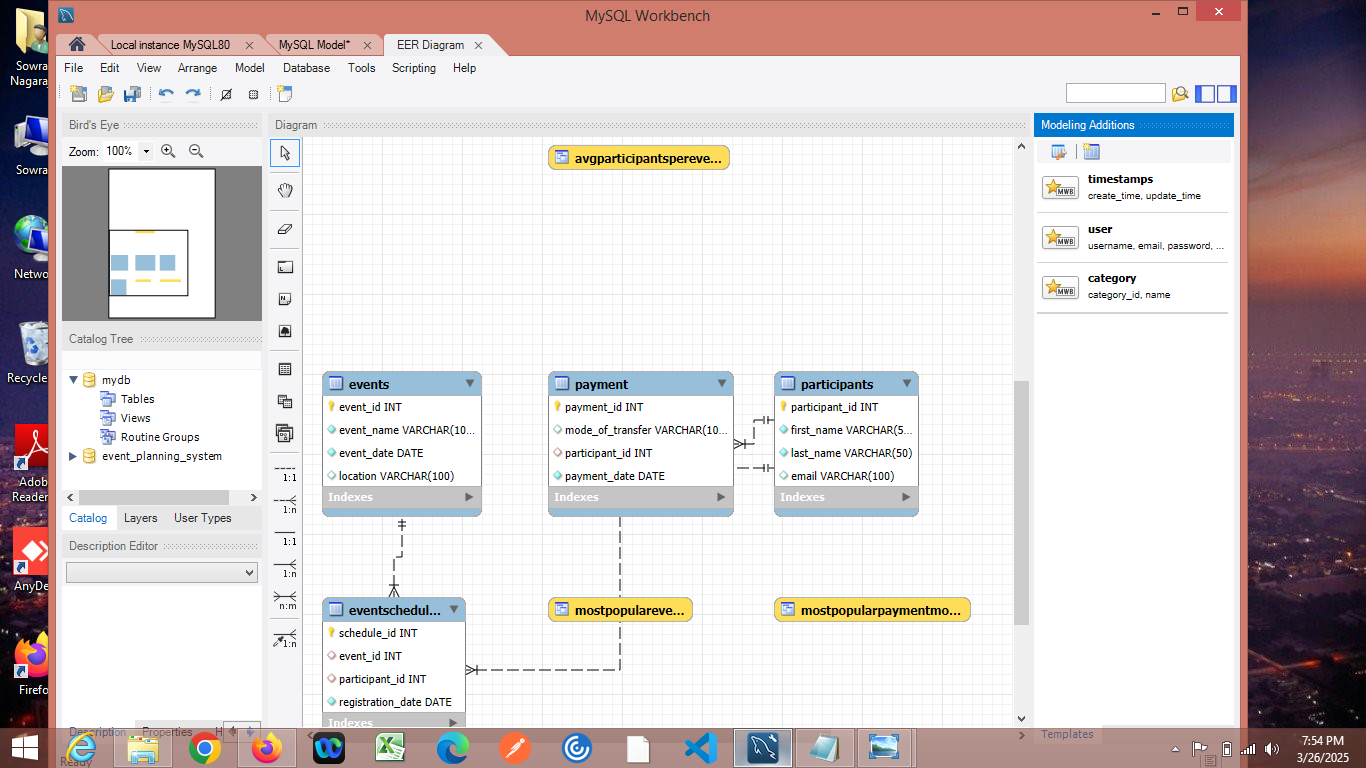 MySQL Workbench
Sowra
Nagara
Sowra
Netwo
Recycle
Adob
Reader
AnyDe
Firefo
Local instance MySQL80
MySQL Model*
EER Diagram
File Edit View Arrange Model Database Tools Scripting Help
Bird's Eye
Zoom: 100%
Catalog Tree
mydb
Tables
Views
Routine Groups
event_planning_system
Catalog Layers User Types
Description Editor
Description Properties H
Ready
Diagram
1:1
1:n
1:1
1:n
n:m
1:n
avgparticipantspereve...
events
event_id INT
event_name VARCHAR(10...
event_date DATE
location VARCHAR(100)
Indexes
payment
payment_id INT
mode_of_transfer VARCHAR(10...
participant_id INT
payment_date DATE
Indexes
participants
participant_id INT
first_name VARCHAR(5...
last_name VARCHAR(50)
email VARCHAR(100)
Indexes
eventschedul...
schedule_id INT
event_id INT
participant_id INT
registration_date DATE
Indexes
mostpopulareve...
mostpopularpaymentmo...
Modeling Additions
MWB
timestamps
create_time, update_time
MWB
user
username, email, password, ...
MWB
category
category_id, name
Templates
7:54 PM
3/26/2025